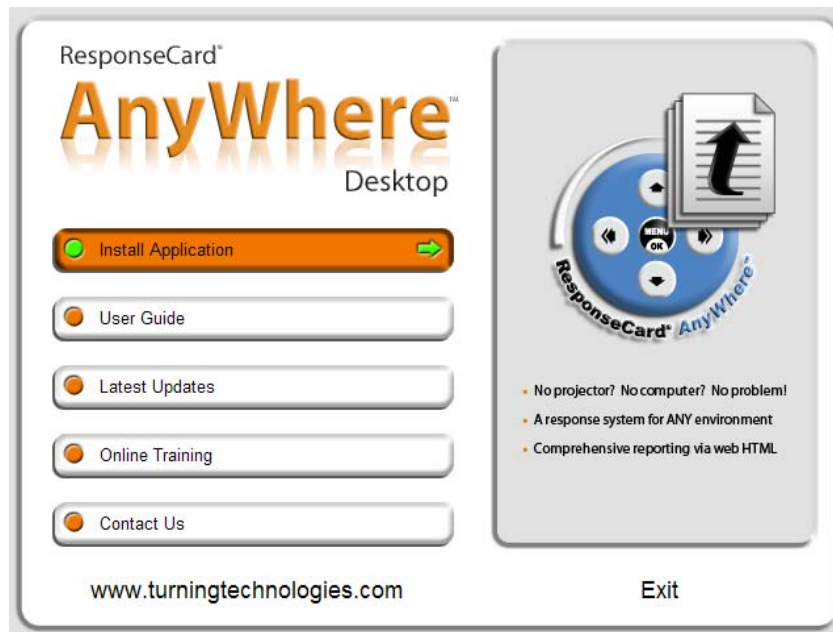 ResponseCard®
AnyWhere™
Desktop
Install Application
User Guide
Latest Updates
Online Training
Contact Us
www.turningtechnologies.com
MENU
OK
ResponseCard® AnyWhere™
• No projector? No computer? No problem!
• A response system for ANY environment
• Comprehensive reporting via web HTML
Exit